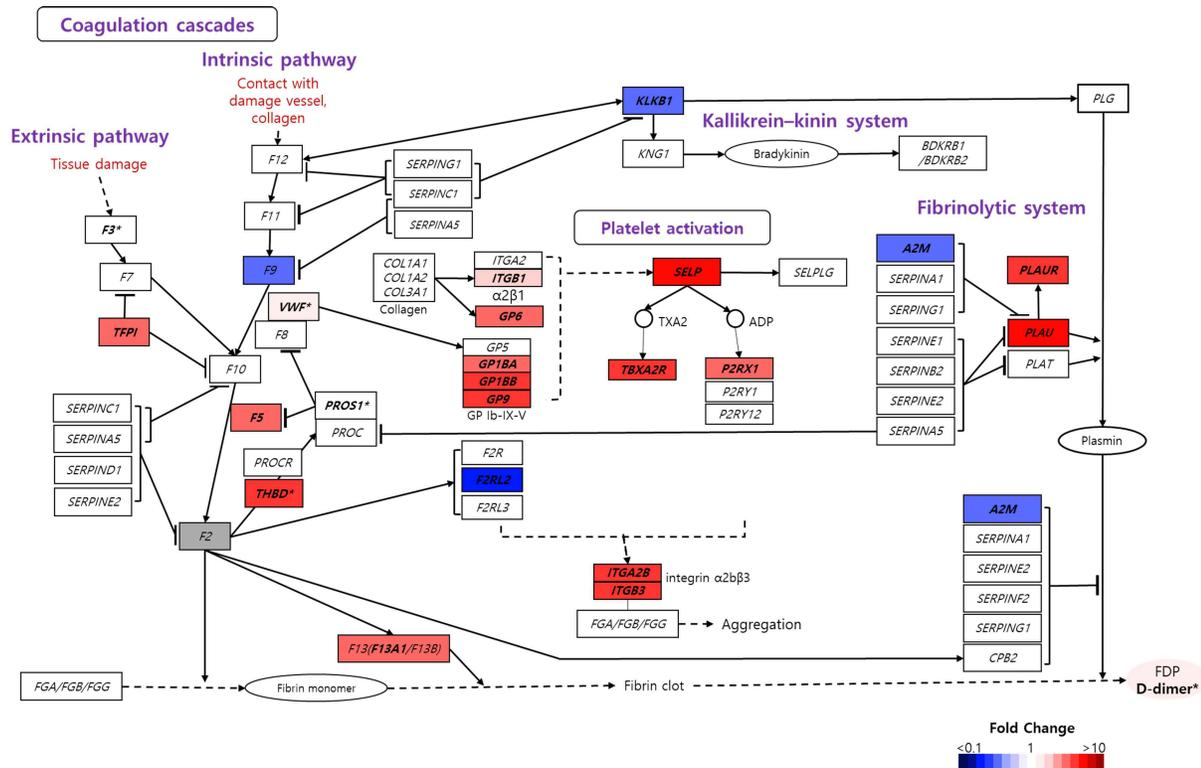 Coagulation cascades
Intrinsic pathway
Contact with
damage vessel,
collagen
Extrinsic pathway
Tissue damage
F12
F11
F9
VWF*
F8
F3*
F7
TFPI
F10
F5
PROS1*
PROC
PROCR
THBD*
F2
SERPING1
SERPINC1
SERPINA5
SERPINC1
SERPINA5
SERPIND1
SERPINE2
KLKB1
KNG1
Kallikrein–kinin system
Bradykinin
BDKRB1
/BDKRB2
PLG
COL1A1
COL1A2
COL3A1
Collagen
ITGA2
ITGB1
α2β1
GP6
GP5
GP1BA
GP1BB
GP9
GP Ib-IX-V
F2R
F2RL2
F2RL3
Platelet activation
SELP
SELPLG
TXA2
ADP
TBXA2R
P2RX1
P2RY1
P2RY12
Fibrinolytic system
A2M
SERPINA1
SERPING1
SERPINE1
SERPINB2
SERPINE2
SERPINA5
PLAUR
PLAU
PLAT
Plasmin
A2M
SERPINA1
SERPINE2
SERPINF2
SERPING1
CPB2
ITGA2B
ITGB3
integrin α2bβ3
FGA/FGB/FGG
Aggregation
F13(F13A1/F13B)
FGA/FGB/FGG
Fibrin monomer
Fibrin clot
FDP
D-dimer*
Fold Change
<0.1 1 >10